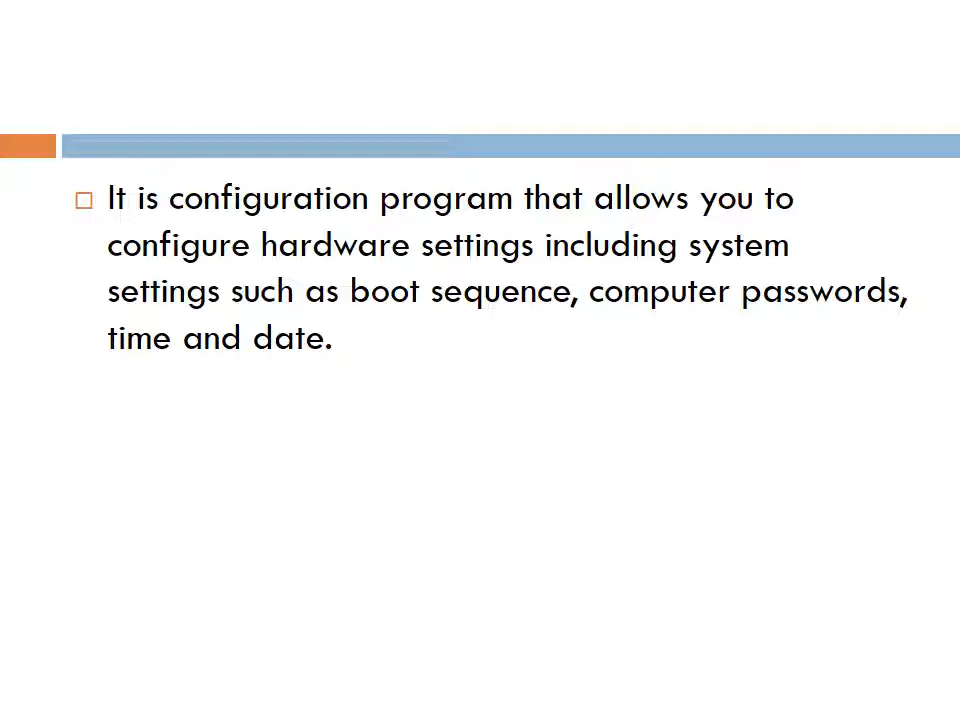 It is configuration program that allows you to
configure hardware settings including system
settings such as boot sequence, computer passwords,
time and date.